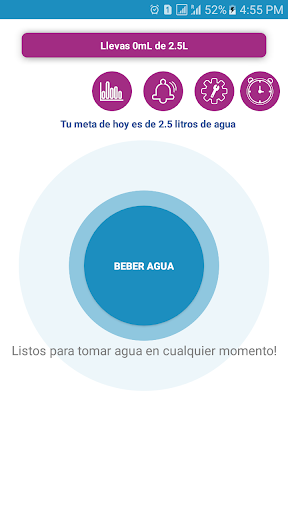 52% 4:55 PM
Llevas 0mL de 2.5L
Tu meta de hoy es de 2.5 litros de agua
BEBER AGUA
Listos para tomar agua en cualquier momento!